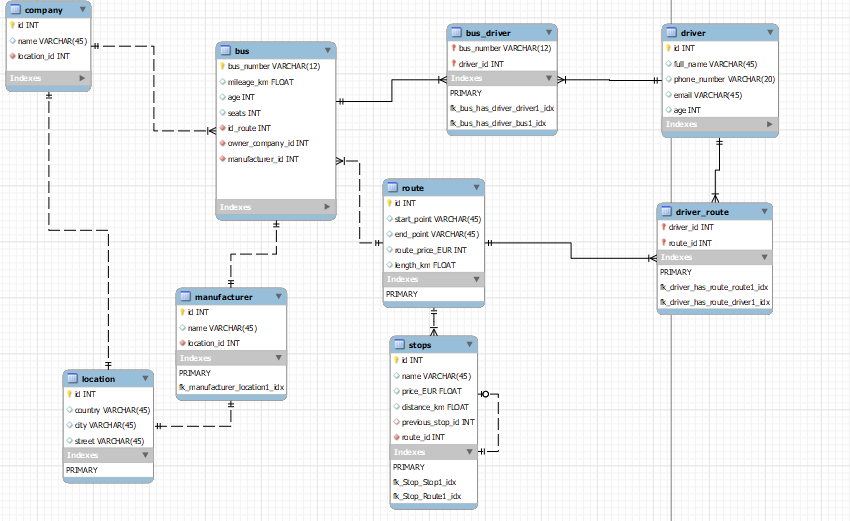 company
id INT
name VARCHAR(45)
location_id INT
Indexes
bus
bus_number VARCHAR(12)
mileage_km FLOAT
age INT
seats INT
id_route INT
owner_company_id INT
manufacturer_id INT
Indexes
bus_driver
bus_number VARCHAR(12)
driver_id INT
Indexes
PRIMARY
fk_bus_has_driver_driver1_idx
fk_bus_has_driver_bus1_idx
driver
id INT
full_name VARCHAR(45)
phone_number VARCHAR(20)
email VARCHAR(45)
age INT
Indexes
route
id INT
start_point VARCHAR(45)
end_point VARCHAR(45)
route_price_EUR INT
length_km FLOAT
Indexes
PRIMARY
driver_route
driver_id INT
route_id INT
Indexes
PRIMARY
fk_driver_has_route_route1_idx
fk_driver_has_route_driver1_idx
manufacturer
id INT
name VARCHAR(45)
location_id INT
Indexes
PRIMARY
fk_manufacturer_location1_idx
stops
id INT
name VARCHAR(45)
price_EUR FLOAT
distance_km FLOAT
previous_stop_id INT
route_id INT
Indexes
PRIMARY
fk_Stop_Stop1_idx
fk_Stop_Route1_idx
location
id INT
country VARCHAR(45)
city VARCHAR(45)
street VARCHAR(45)
Indexes
PRIMARY